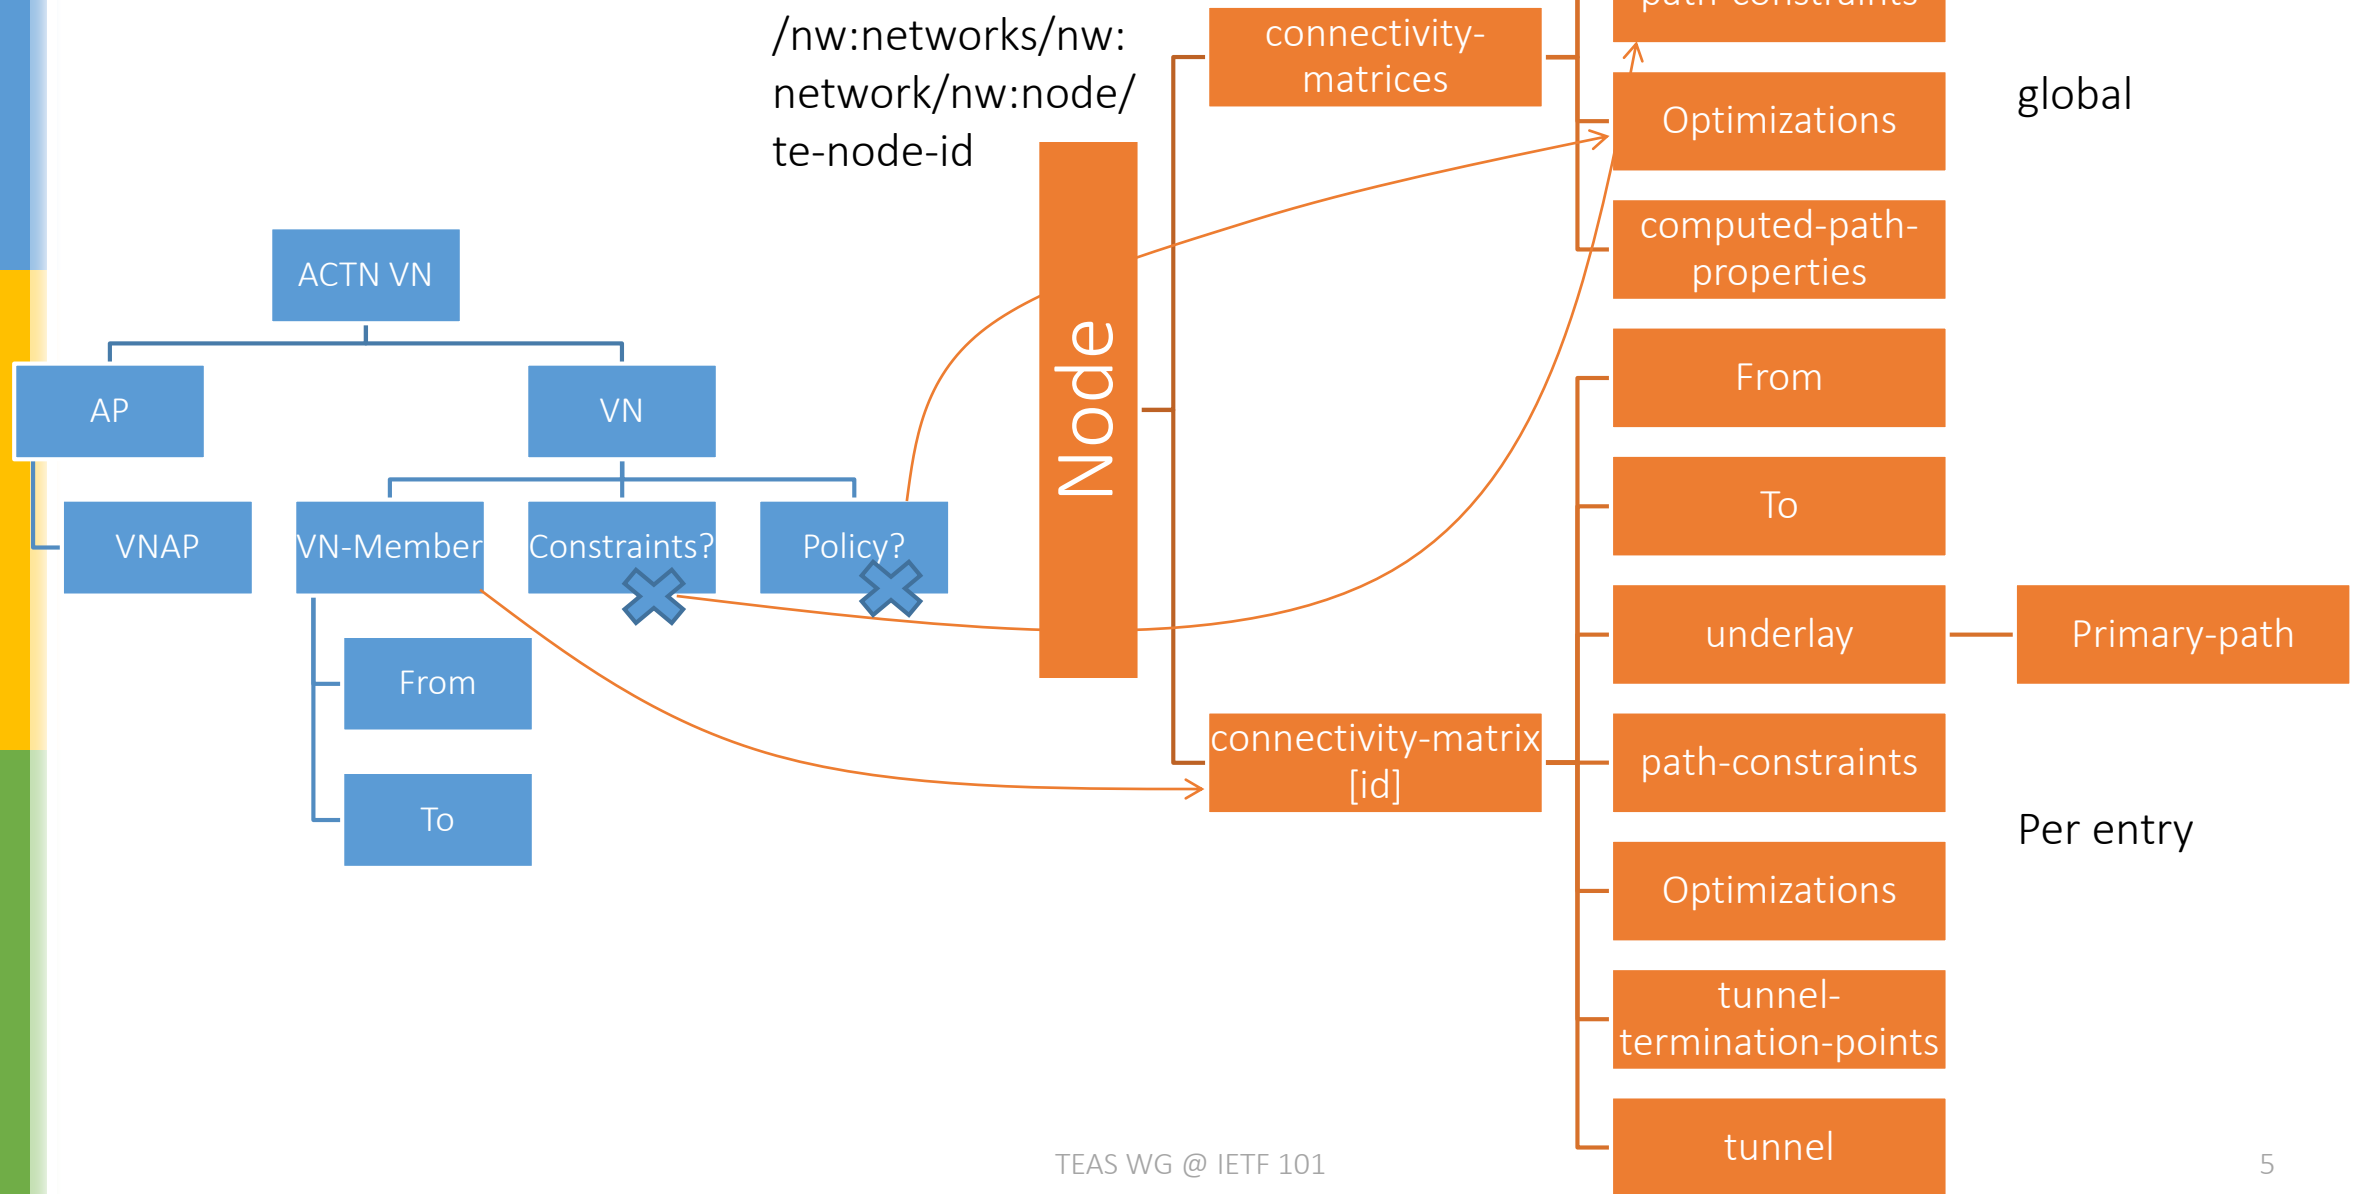 /nw:networks/nw:
network/nw:node/
te-node-id
ACTN VN
AP
VN
VNAP
VN-Member
Constraints?
Policy?
From
To
Node
connectivity-
matrices
path-constraints
Optimizations
computed-path-
properties
global
connectivity-matrix
[id]
From
To
underlay
Primary-path
path-constraints
Optimizations
tunnel-
termination-points
tunnel
Per entry
TEAS WG @ IETF 101
5